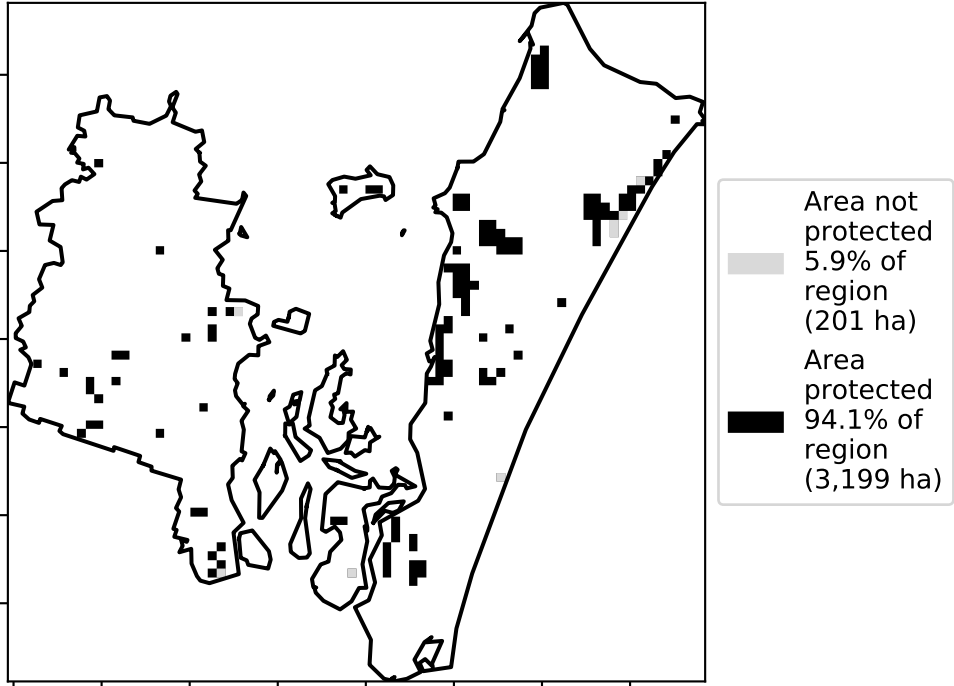 Area not
protected
5.9% of
region
(201 ha)
Area
protected
94.1% of
region
(3,199 ha)